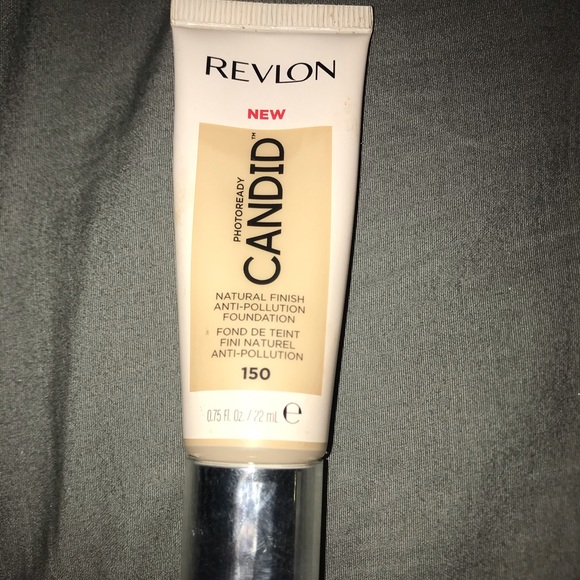 REVLON
NEW
PHOTOREADY
CANDID™
NATURAL FINISH
ANTI-POLLUTION
FOUNDATION
FOND DE TEINT
FINI NATUREL
ANTI-POLLUTION
150
0.75 Fl. Oz. / 22 mL ℮